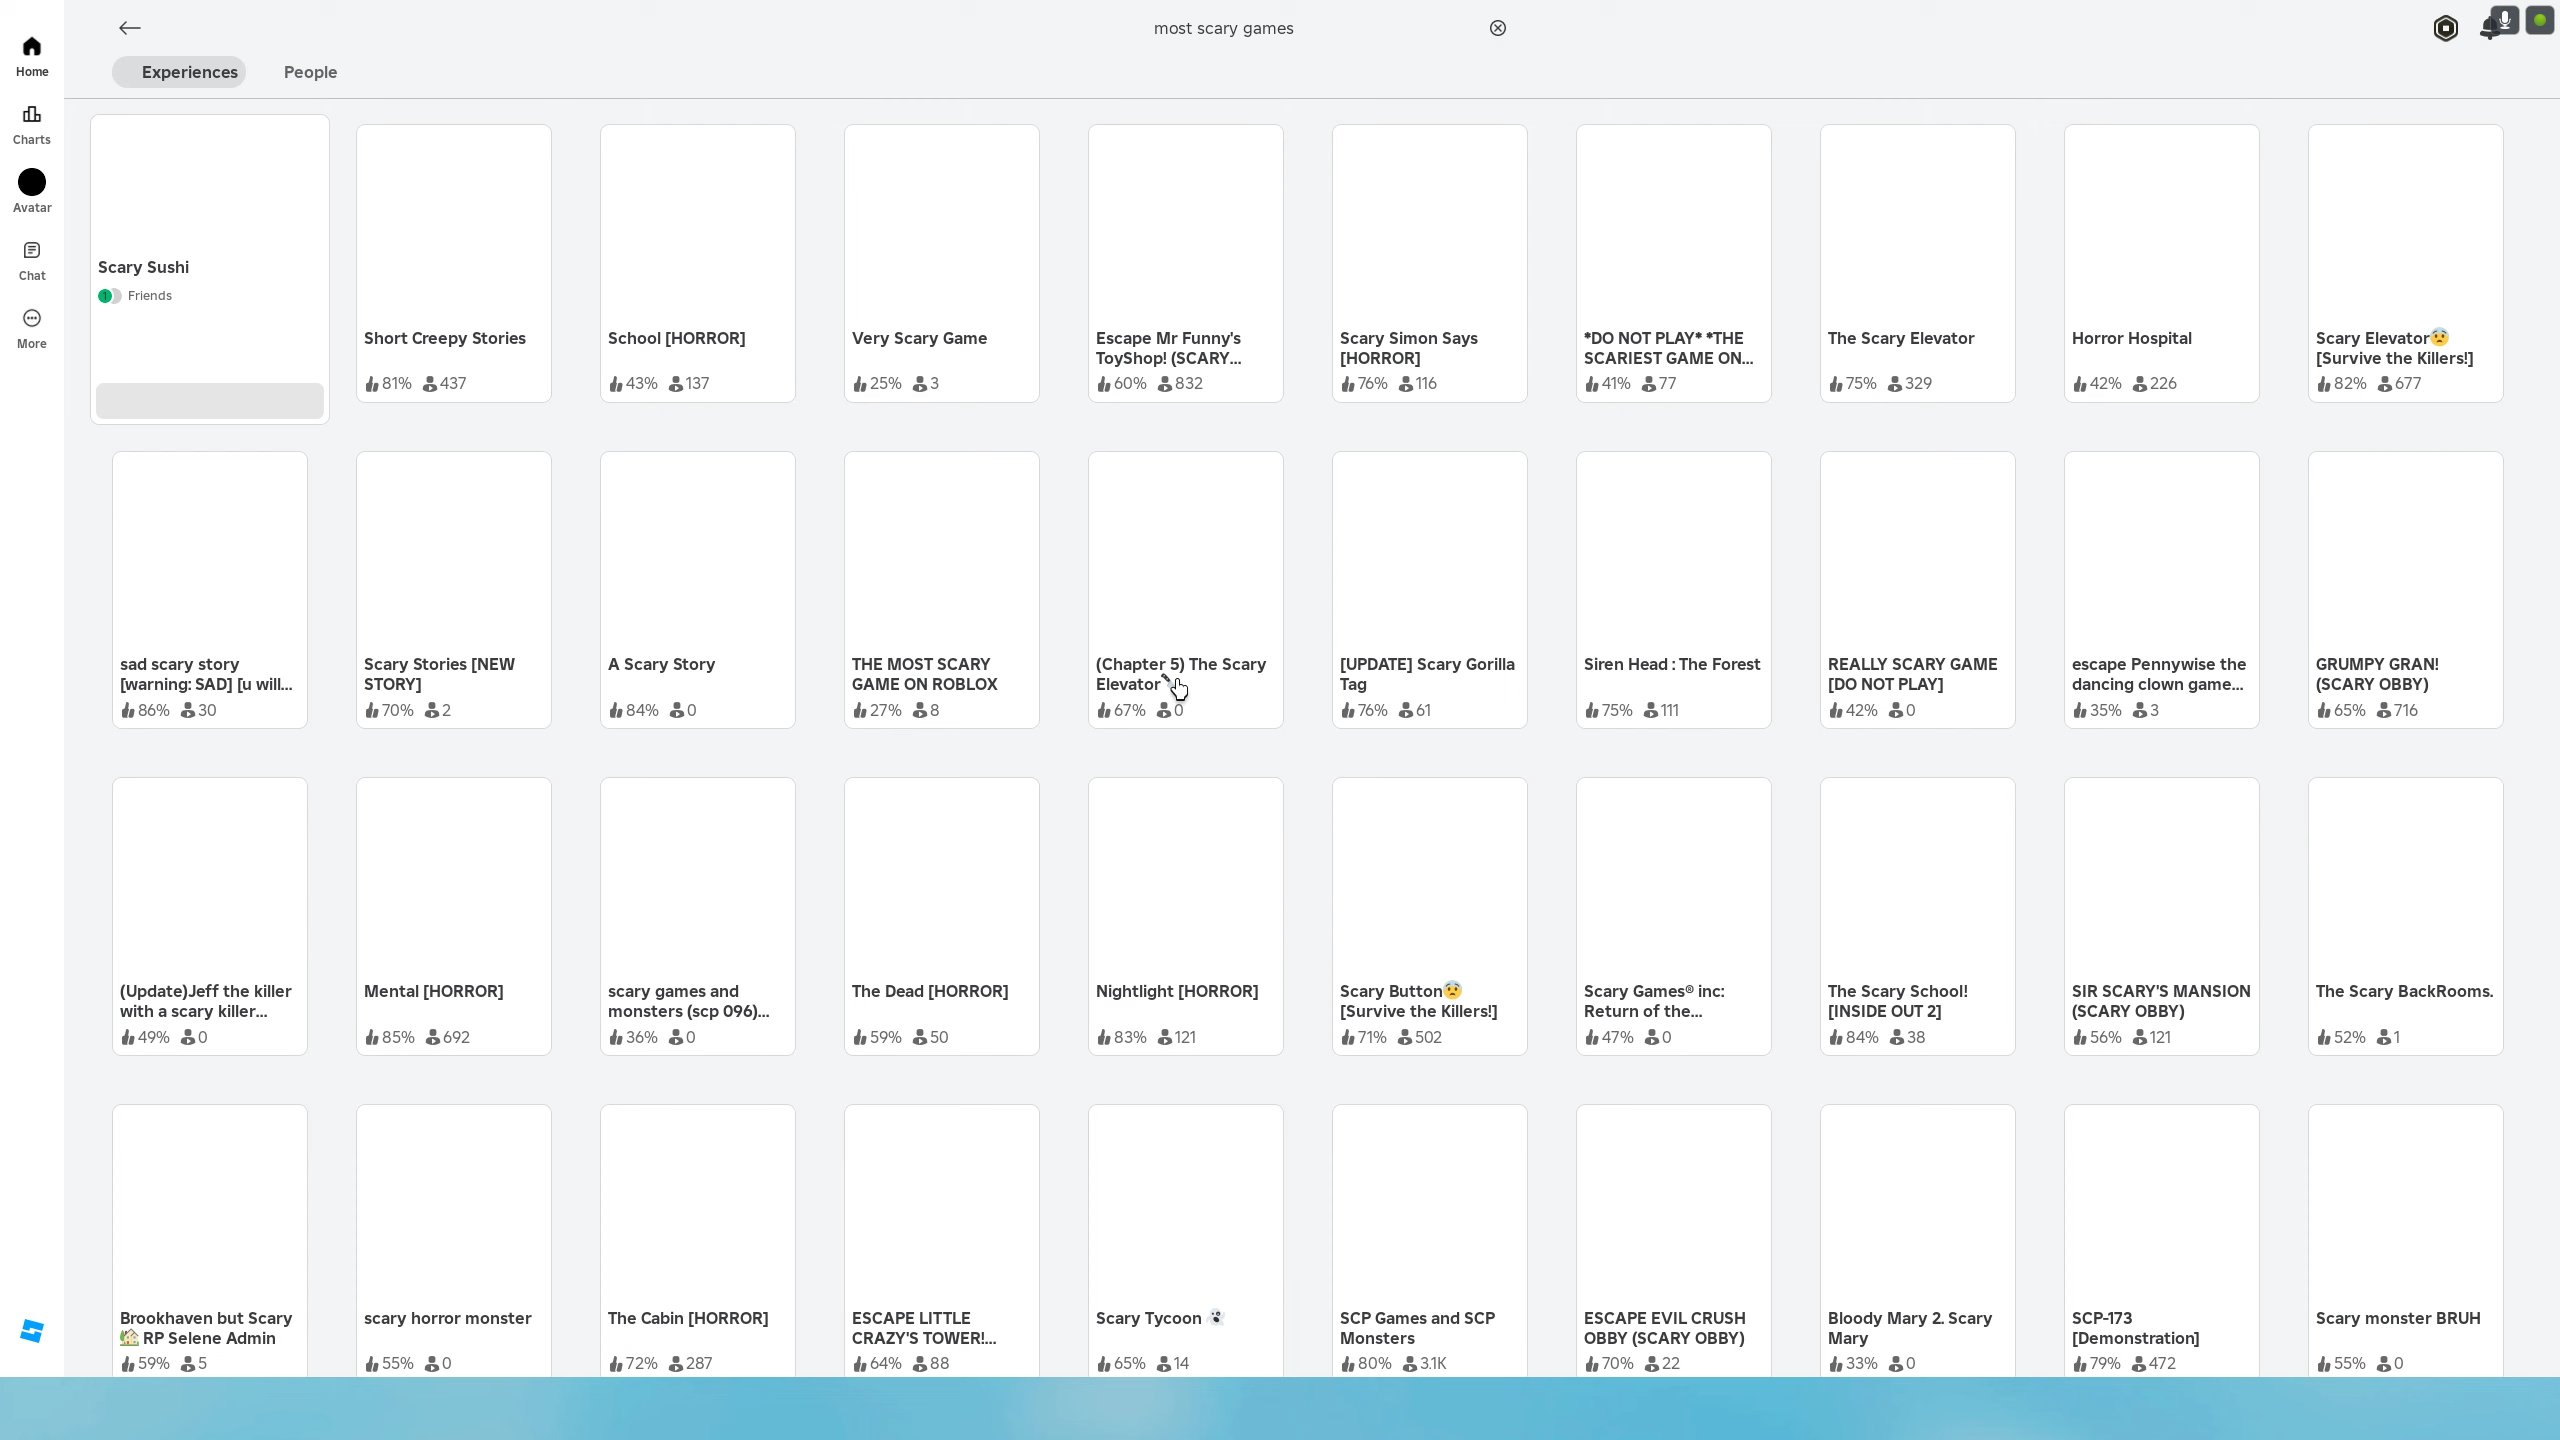 most scary games
Experiences
People
Home
Charts
Avatar
Chat
More
Scary Sushi
1 Friends
Short Creepy Stories
81% 437
School [HORROR]
43% 137
Very Scary Game
25% 3
Escape Mr Funny's
ToyShop! (SCARY...
60% 832
Scary Simon Says
[HORROR]
76% 116
*DO NOT PLAY* *THE
SCARIEST GAME ON...
41% 77
The Scary Elevator
75% 329
Horror Hospital
42% 226
Scary Elevator😨
[Survive the Killers!]
82% 677
sad scary story
[warning: SAD] [u will...
86% 30
Scary Stories [NEW
STORY]
70% 2
A Scary Story
84% 0
THE MOST SCARY
GAME ON ROBLOX
27% 8
(Chapter 5) The Scary
Elevator
67% 0
[UPDATE] Scary Gorilla
Tag
76% 61
Siren Head : The Forest
75% 111
REALLY SCARY GAME
[DO NOT PLAY]
42% 0
escape Pennywise the
dancing clown game...
35% 3
GRUMPY GRAN!
(SCARY OBBY)
65% 716
(Update)Jeff the killer
with a scary killer...
49% 0
Mental [HORROR]
85% 692
scary games and
monsters (scp 096)...
36% 0
The Dead [HORROR]
59% 50
Nightlight [HORROR]
83% 121
Scary Button😨
[Survive the Killers!]
71% 502
Scary Games® inc:
Return of the...
47% 0
The Scary School!
[INSIDE OUT 2]
84% 38
SIR SCARY'S MANSION
(SCARY OBBY)
56% 121
The Scary BackRooms.
52% 1
Brookhaven but Scary
🏡 RP Selene Admin
59% 5
scary horror monster
55% 0
The Cabin [HORROR]
72% 287
ESCAPE LITTLE
CRAZY'S TOWER!...
64% 88
Scary Tycoon 👻
65% 14
SCP Games and SCP
Monsters
80% 3.1K
ESCAPE EVIL CRUSH
OBBY (SCARY OBBY)
70% 22
Bloody Mary 2. Scary
Mary
33% 0
SCP-173
[Demonstration]
79% 472
Scary monster BRUH
55% 0